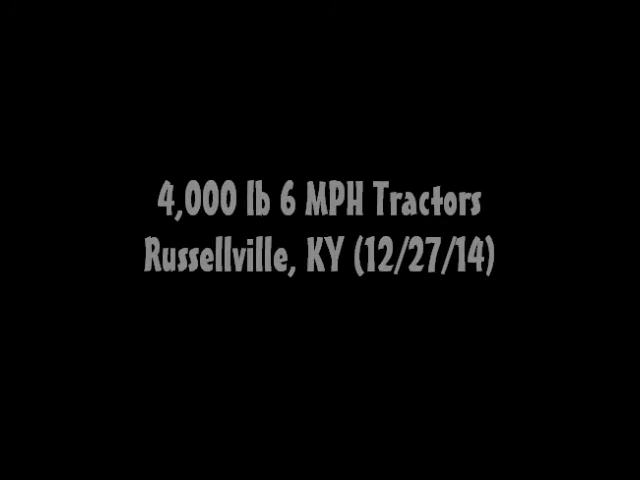 4,000 lb 6 MPH Tractors
Russellville, KY (12/27/14)